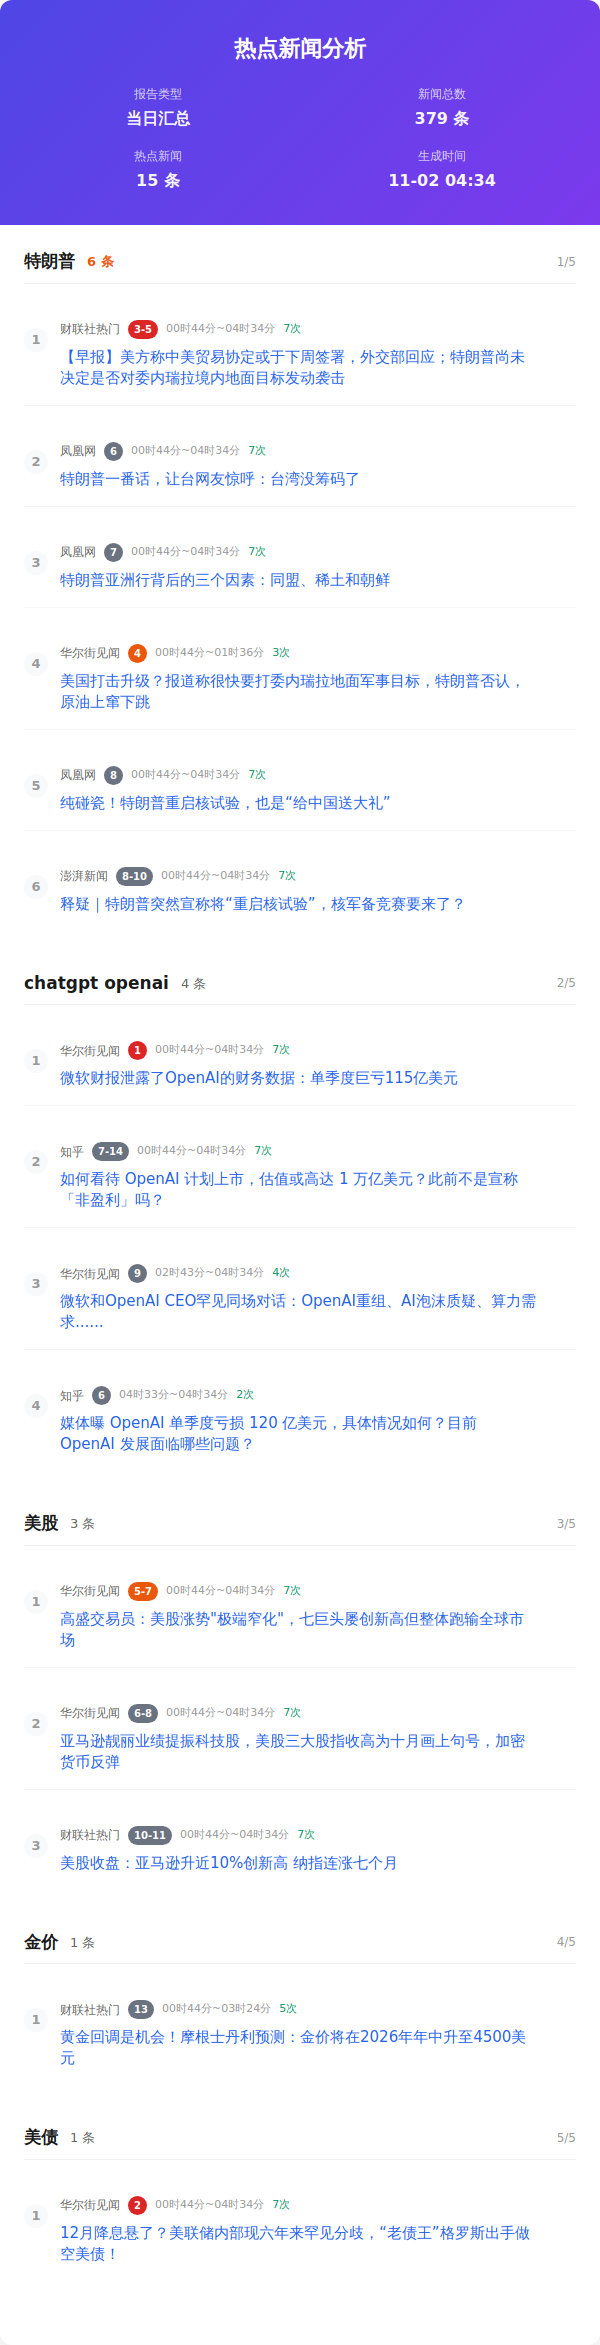 热点新闻分析
报告类型
新闻总数
当日汇总
379 条
热点新闻
生成时间
15 条
11-02 04:34
特朗普 6 条 1/5
1 财联社热门 3-5 00时44分~04时34分 7次
【早报】美方称中美贸易协定或于下周签署，外交部回应；特朗普尚未
决定是否对委内瑞拉境内地面目标发动袭击
2 凤凰网 6 00时44分~04时34分 7次
特朗普一番话，让台网友惊呼：台湾没筹码了
3 凤凰网 7 00时44分~04时34分 7次
特朗普亚洲行背后的三个因素：同盟、稀土和朝鲜
4 华尔街见闻 4 00时44分~01时36分 3次
美国打击升级？报道称很快要打委内瑞拉地面军事目标，特朗普否认，
原油上窜下跳
5 凤凰网 8 00时44分~04时34分 7次
纯碰瓷！特朗普重启核试验，也是“给中国送大礼”
6 澎湃新闻 8-10 00时44分~04时34分 7次
释疑｜特朗普突然宣称将“重启核试验”，核军备竞赛要来了？
chatgpt openai 4 条 2/5
1 华尔街见闻 1 00时44分~04时34分 7次
微软财报泄露了OpenAI的财务数据：单季度巨亏115亿美元
2 知乎 7-14 00时44分~04时34分 7次
如何看待 OpenAI 计划上市，估值或高达 1 万亿美元？此前不是宣称
「非盈利」吗？
3 华尔街见闻 9 02时43分~04时34分 4次
微软和OpenAI CEO罕见同场对话：OpenAI重组、AI泡沫质疑、算力需
求……
4 知乎 6 04时33分~04时34分 2次
媒体曝 OpenAI 单季度亏损 120 亿美元，具体情况如何？目前
OpenAI 发展面临哪些问题？
美股 3 条 3/5
1 华尔街见闻 5-7 00时44分~04时34分 7次
高盛交易员：美股涨势"极端窄化"，七巨头屡创新高但整体跑输全球市
场
2 华尔街见闻 6-8 00时44分~04时34分 7次
亚马逊靓丽业绩提振科技股，美股三大股指收高为十月画上句号，加密
货币反弹
3 财联社热门 10-11 00时44分~04时34分 7次
美股收盘：亚马逊升近10%创新高 纳指连涨七个月
金价 1 条 4/5
1 财联社热门 13 00时44分~03时24分 5次
黄金回调是机会！摩根士丹利预测：金价将在2026年年中升至4500美
元
美债 1 条 5/5
1 华尔街见闻 2 00时44分~04时34分 7次
12月降息悬了？美联储内部现六年来罕见分歧，“老债王”格罗斯出手做
空美债！